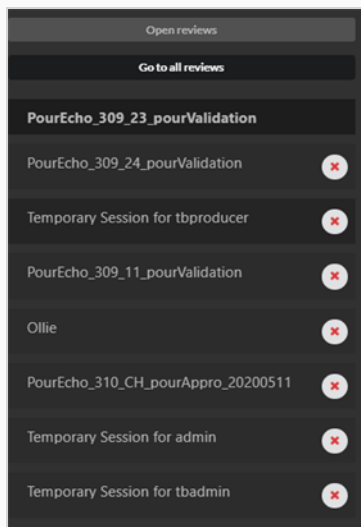 Open reviews
Go to all reviews
PourEcho_309_23_pourValidation
PourEcho_309_24_pourValidation
Temporary Session for tbproducer
PourEcho_309_11_pourValidation
Ollie
PourEcho_310_CH_pourAppro_20200511
Temporary Session for admin
Temporary Session for tbadmin